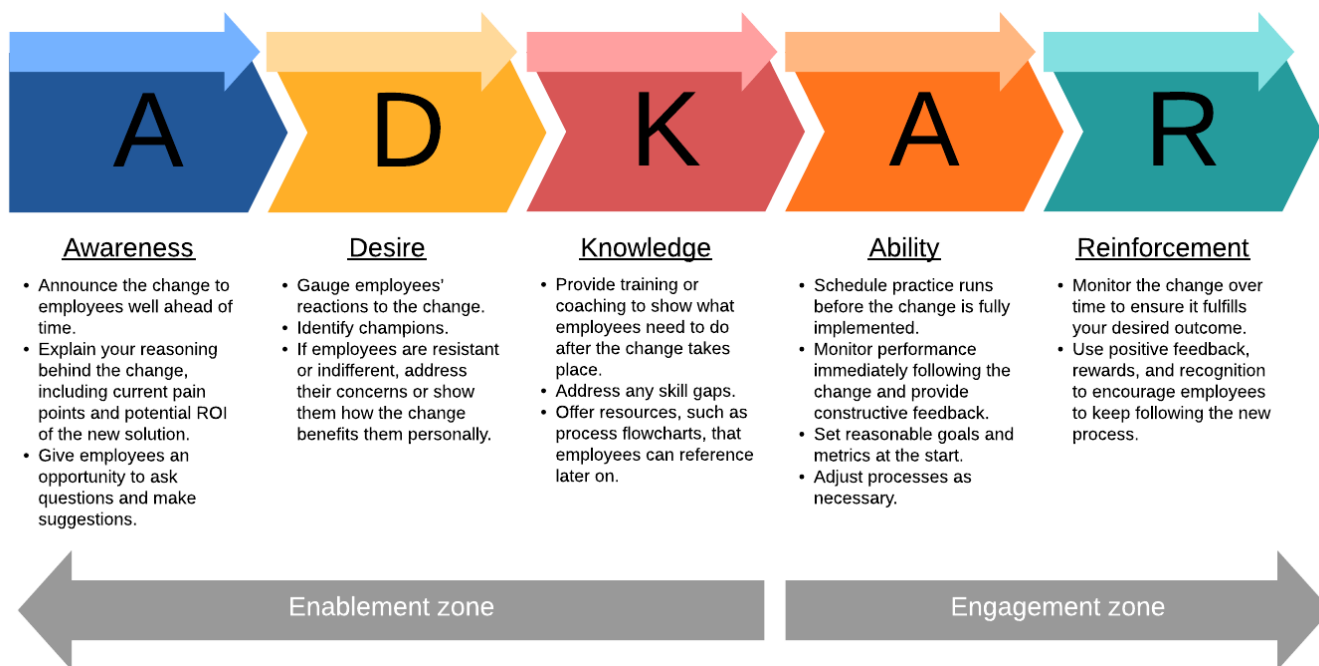 A
D
K
A
R
Awareness
• Announce the change to
employees well ahead of
time.
• Explain your reasoning
behind the change,
including current pain
points and potential ROI
of the new solution.
• Give employees an
opportunity to ask
questions and make
suggestions.
Desire
• Gauge employees'
reactions to the change.
• Identify champions.
• If employees are resistant
or indifferent, address
their concerns or show
them how the change
benefits them personally.
Knowledge
• Provide training or
coaching to show what
employees need to do
after the change takes
place.
• Address any skill gaps.
• Offer resources, such as
process flowcharts, that
employees can reference
later on.
Ability
• Schedule practice runs
before the change is fully
implemented.
• Monitor performance
immediately following the
change and provide
constructive feedback.
• Set reasonable goals and
metrics at the start.
• Adjust processes as
necessary.
Reinforcement
• Monitor the change over
time to ensure it fulfills
your desired outcome.
• Use positive feedback,
rewards, and recognition
to encourage employees
to keep following the new
process.
Enablement zone
Engagement zone